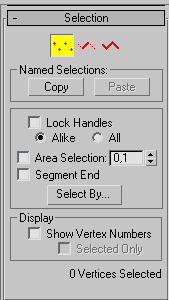 - Selection
Named Selections:
Copy Paste
Lock Handles
Alike All
Area Selection: 0,1
Segment End
Select By...
Display
Show Vertex Numbers
Selected Only
0 Vertices Selected